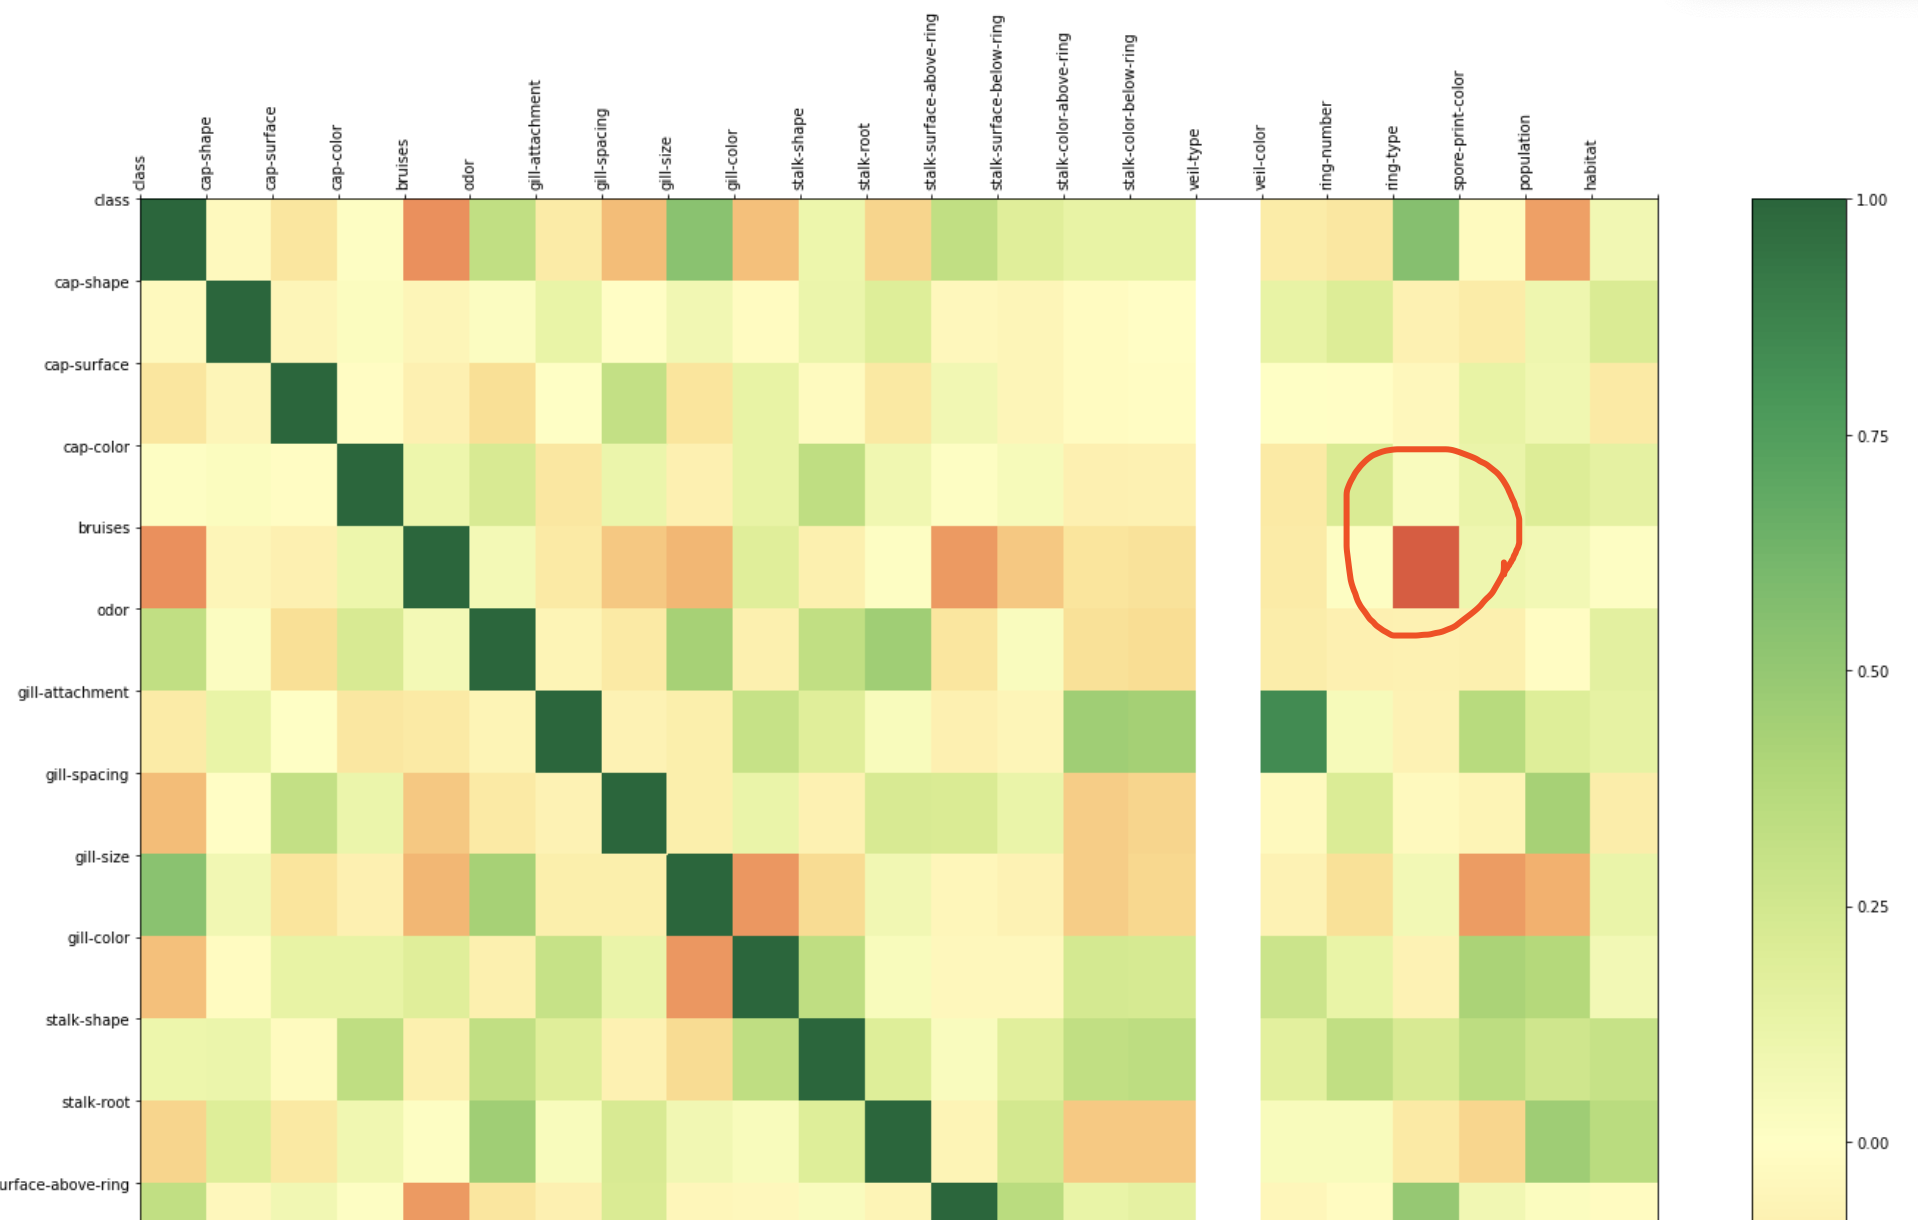 class
cap-shape
cap-surface
cap-color
bruises
odor
gill-attachment
gill-spacing
gill-size
gill-color
stalk-shape
stalk-root
stalk-surface-above-ring
stalk-surface-below-ring
stalk-color-above-ring
stalk-color-below-ring
veil-type
veil-color
ring-number
ring-type
spore-print-color
population
habitat
class
cap-shape
cap-surface
cap-color
bruises
odor
gill-attachment
gill-spacing
gill-size
gill-color
stalk-shape
stalk-root
urface-above-ring
1.00
0.75
0.50
0.25
0.00